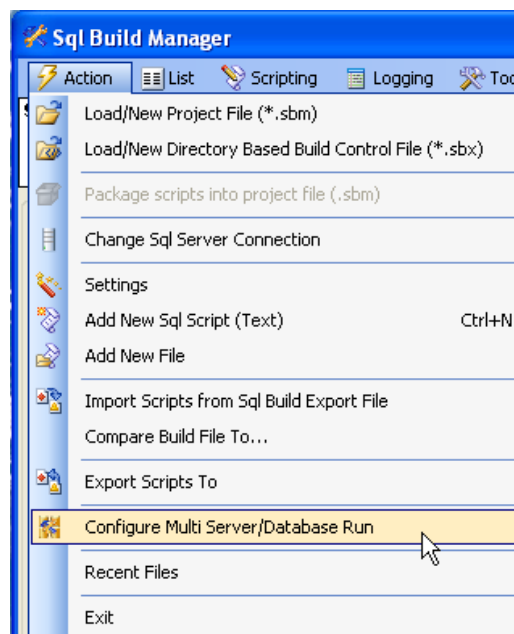 Sql Build Manager
Action List Scripting Logging
Load/New Project File (*.sbm)
Load/New Directory Based Build Control File (*.sbx)
Package scripts into project file (.sbm)
Change Sql Server Connection
Settings
Add New Sql Script (Text) Ctrl+N
Add New File
Import Scripts from Sql Build Export File
Compare Build File To...
Export Scripts To
Configure Multi Server/Database Run
Recent Files
Exit